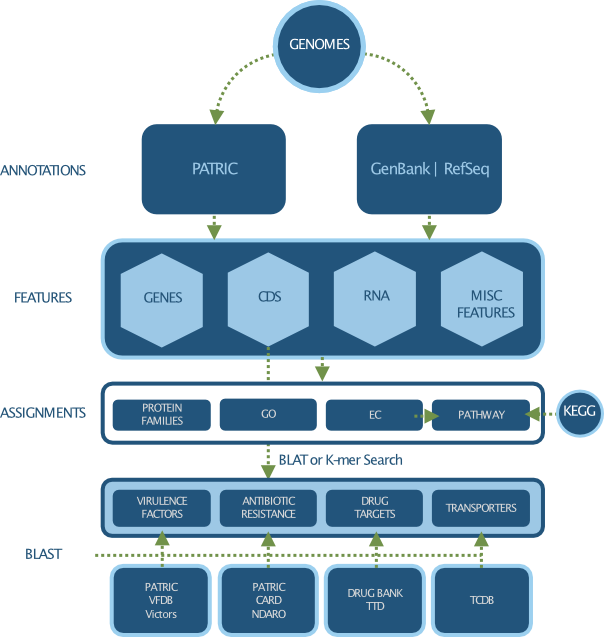 GENOMES
ANNOTATIONS
PATRIC
GenBank | RefSeq
FEATURES
GENES
CDS
RNA
MISC
FEATURES
ASSIGNMENTS
PROTEIN
FAMILIES
GO
EC
PATHWAY
KEGG
BLAT or K-mer Search
VIRULENCE
FACTORS
ANTIBIOTIC
RESISTANCE
DRUG
TARGETS
TRANSPORTERS
BLAST
PATRIC
VFDB
Victors
PATRIC
CARD
NDARO
DRUG BANK
TTD
TCDB